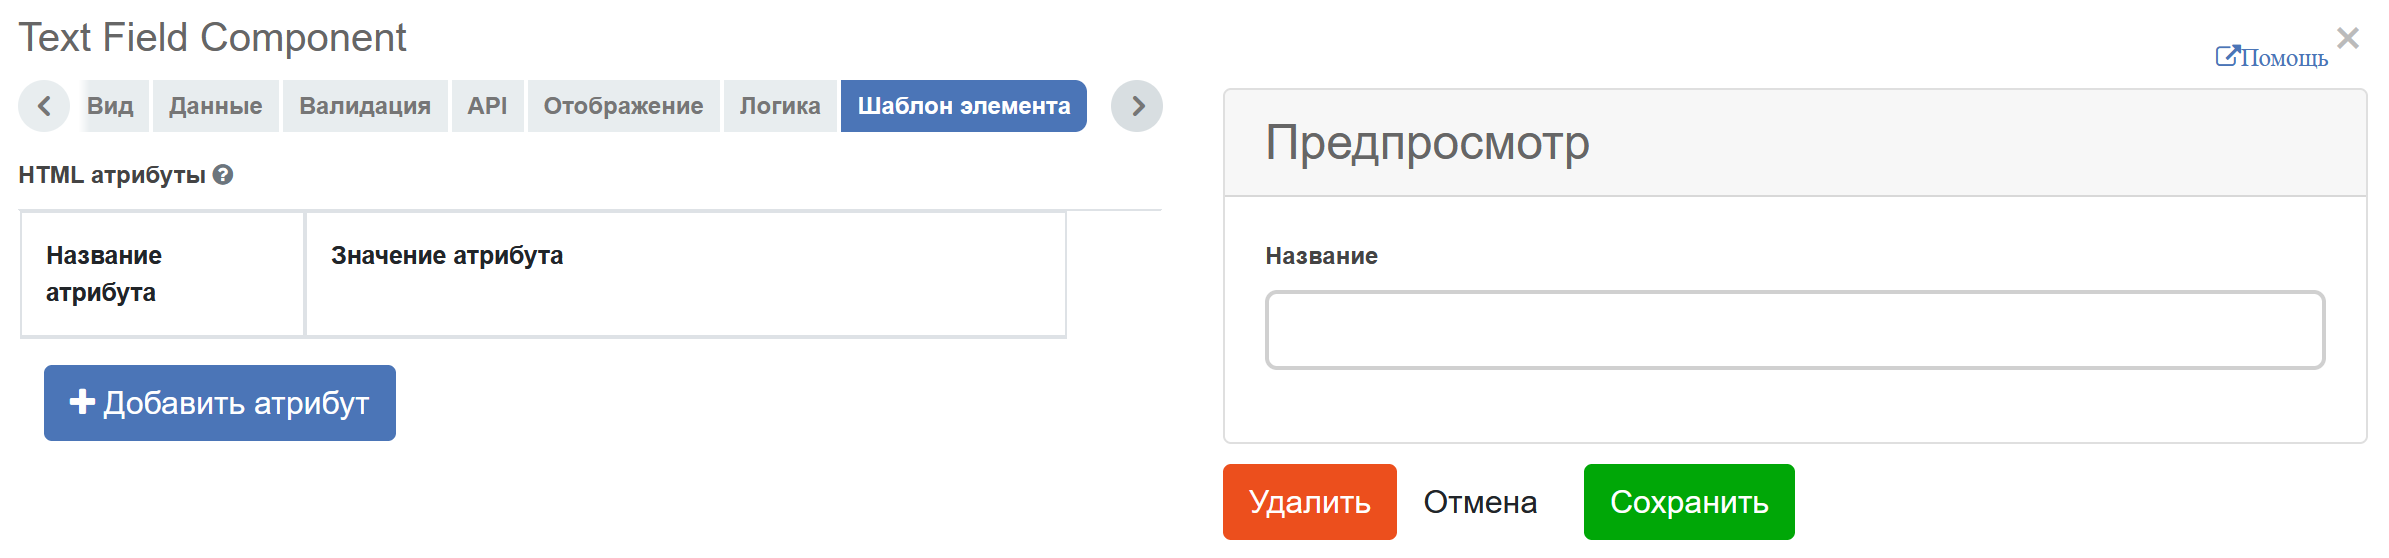 Text Field Component
Помощь
Вид Данные Валидация API Отображение Логика Шаблон элемента
HTML атрибуты
Название
атрибута
Значение атрибута
Добавить атрибут
Предпросмотр
Название
Удалить Отмена Сохранить